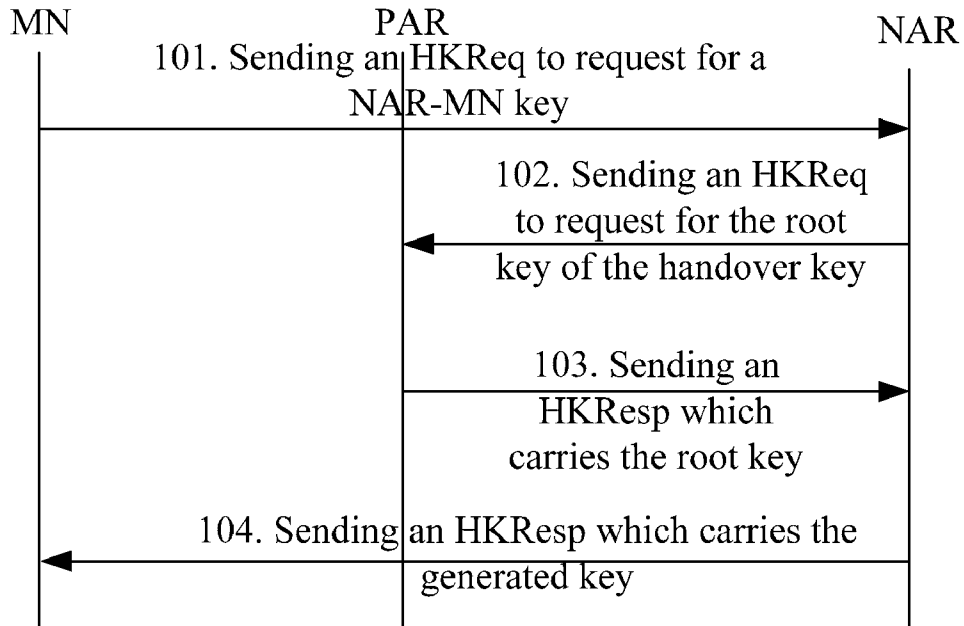 MN
PAR
NAR
101. Sending an HKReq to request for a
NAR-MN key
102. Sending an HKReq
to request for the root
key of the handover key
103. Sending an
HKResp which
carries the root key
104. Sending an HKResp which carries the
generated key